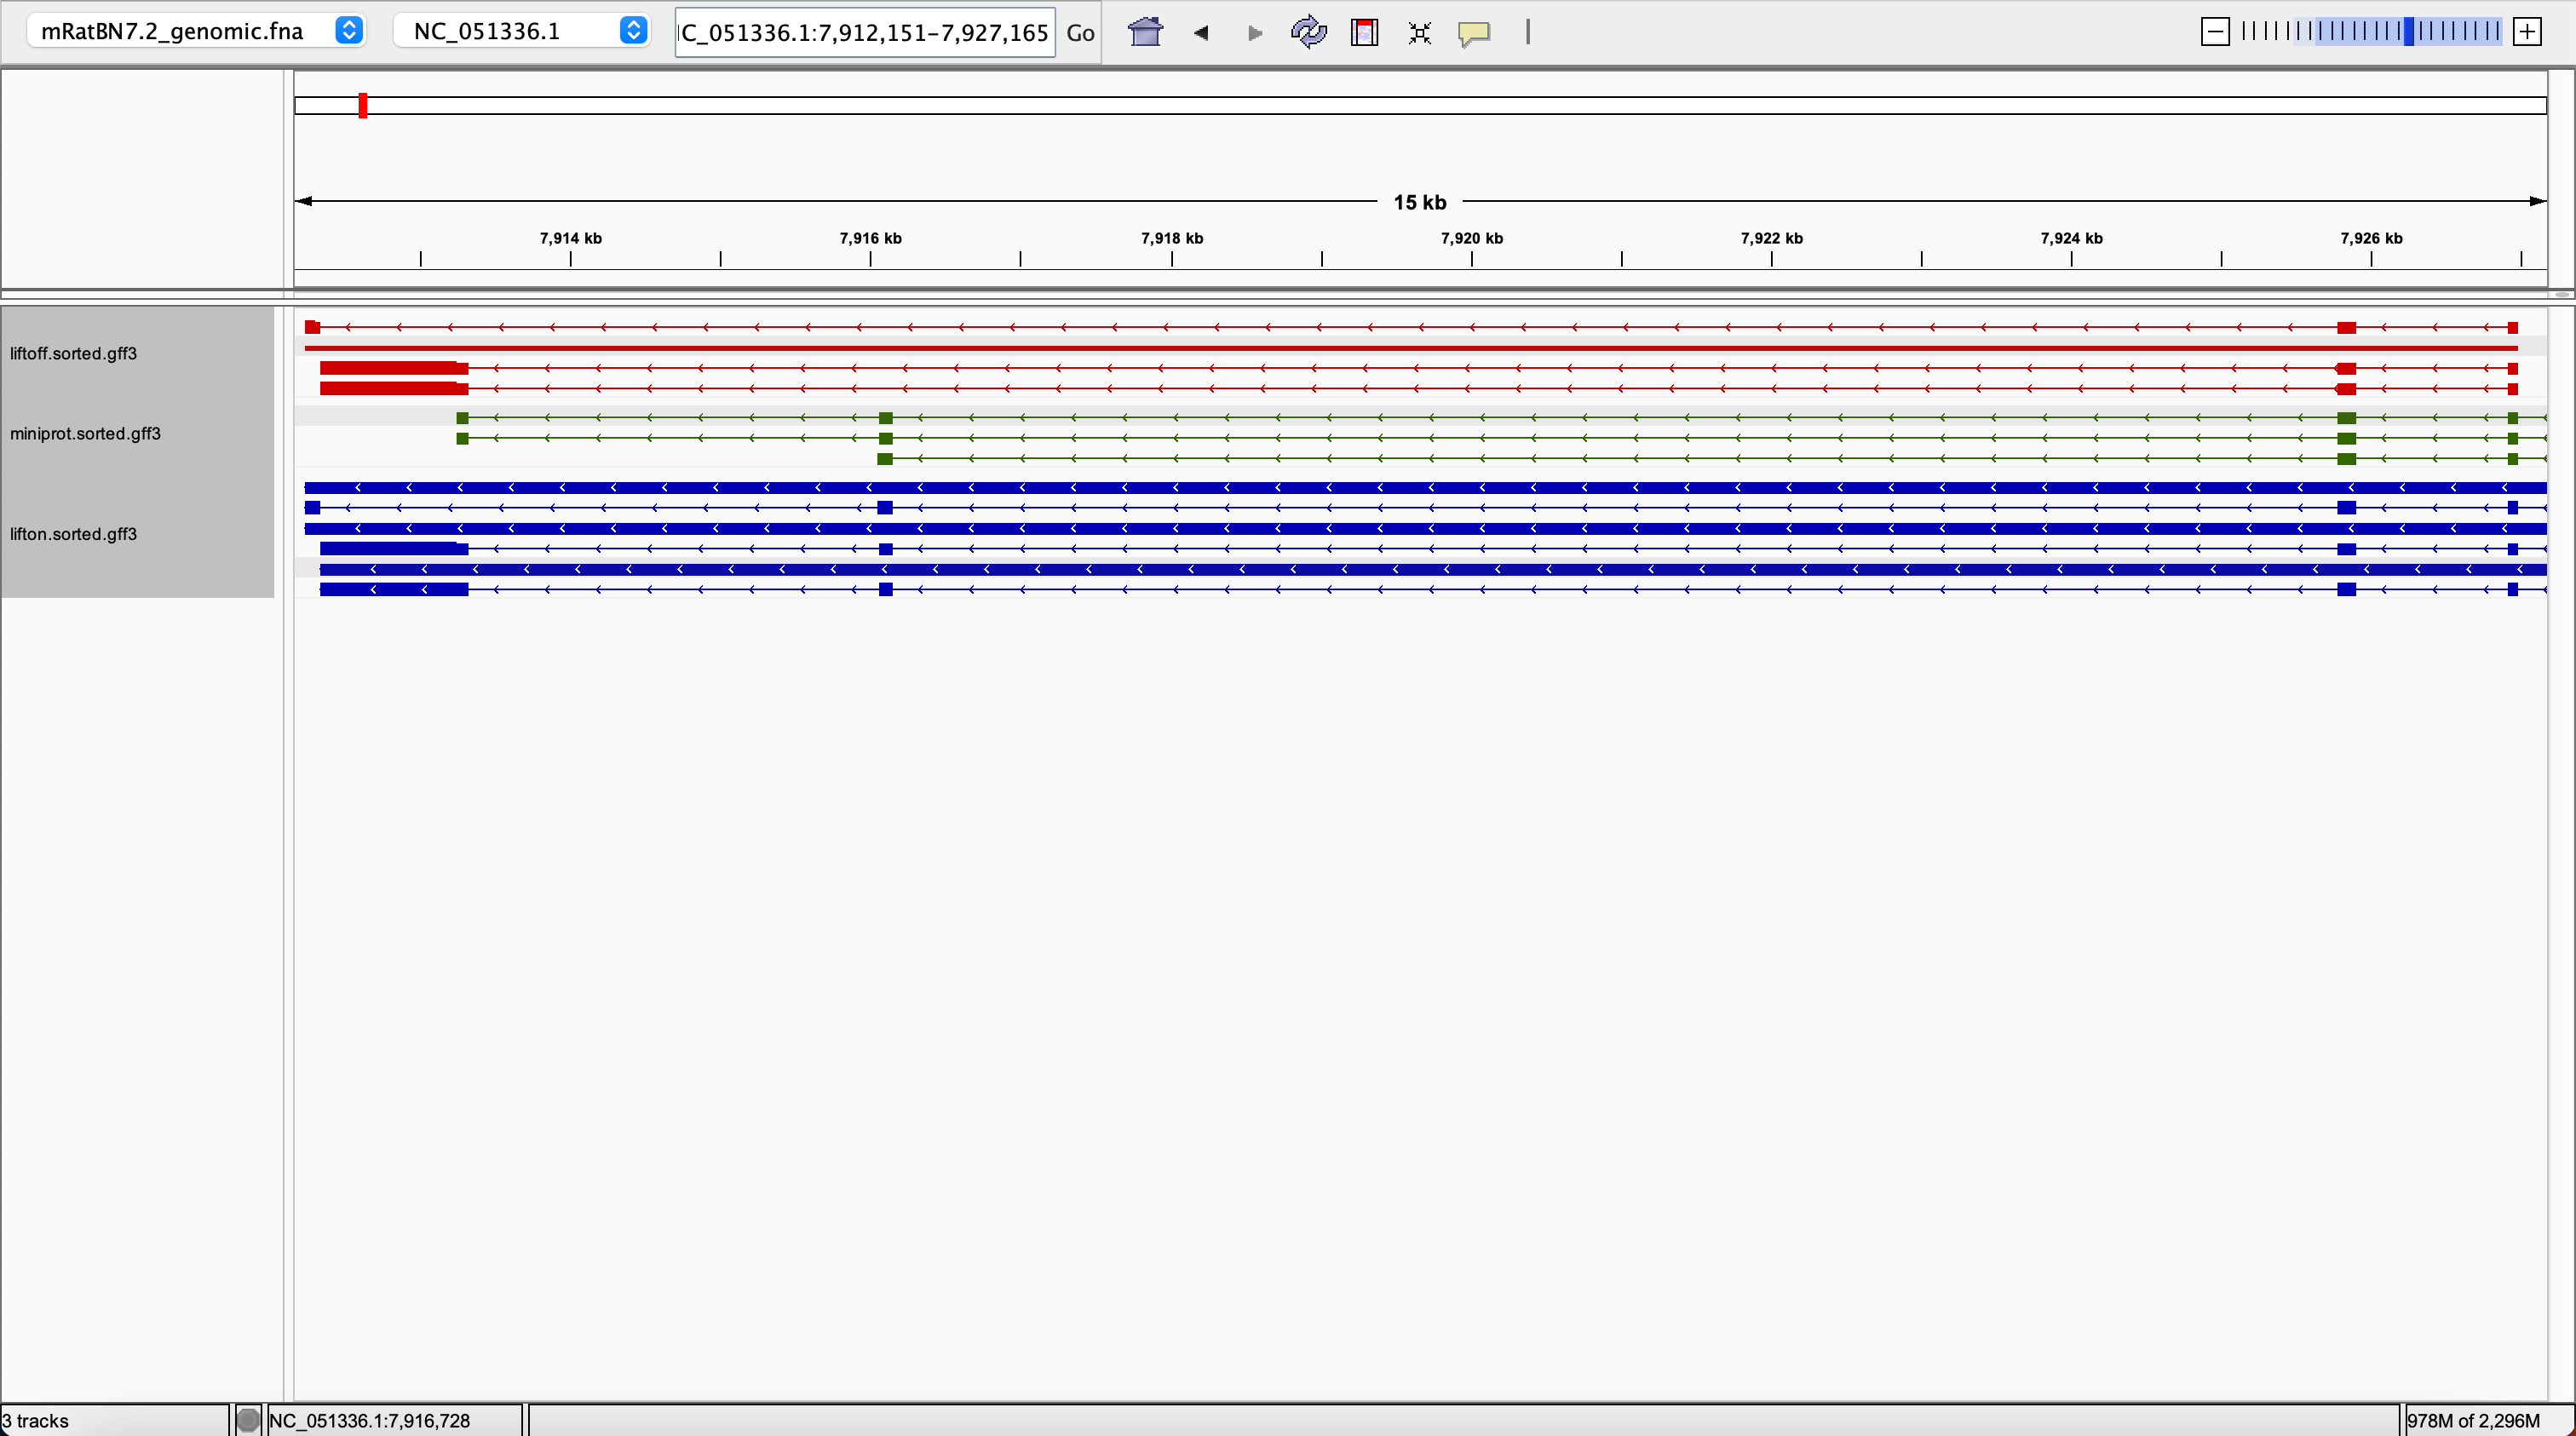 mRatBN7.2_genomic.fna NC_051336.1 C_051336.1:7,912,151–7,927,165 Go
15 kb
7,914 kb 7,916 kb 7,918 kb 7,920 kb 7,922 kb 7,924 kb 7,926 kb
liftoff.sorted.gff3
miniprot.sorted.gff3
lifton.sorted.gff3
3 tracks NC_051336.1:7,916,728 978M of 2,296M